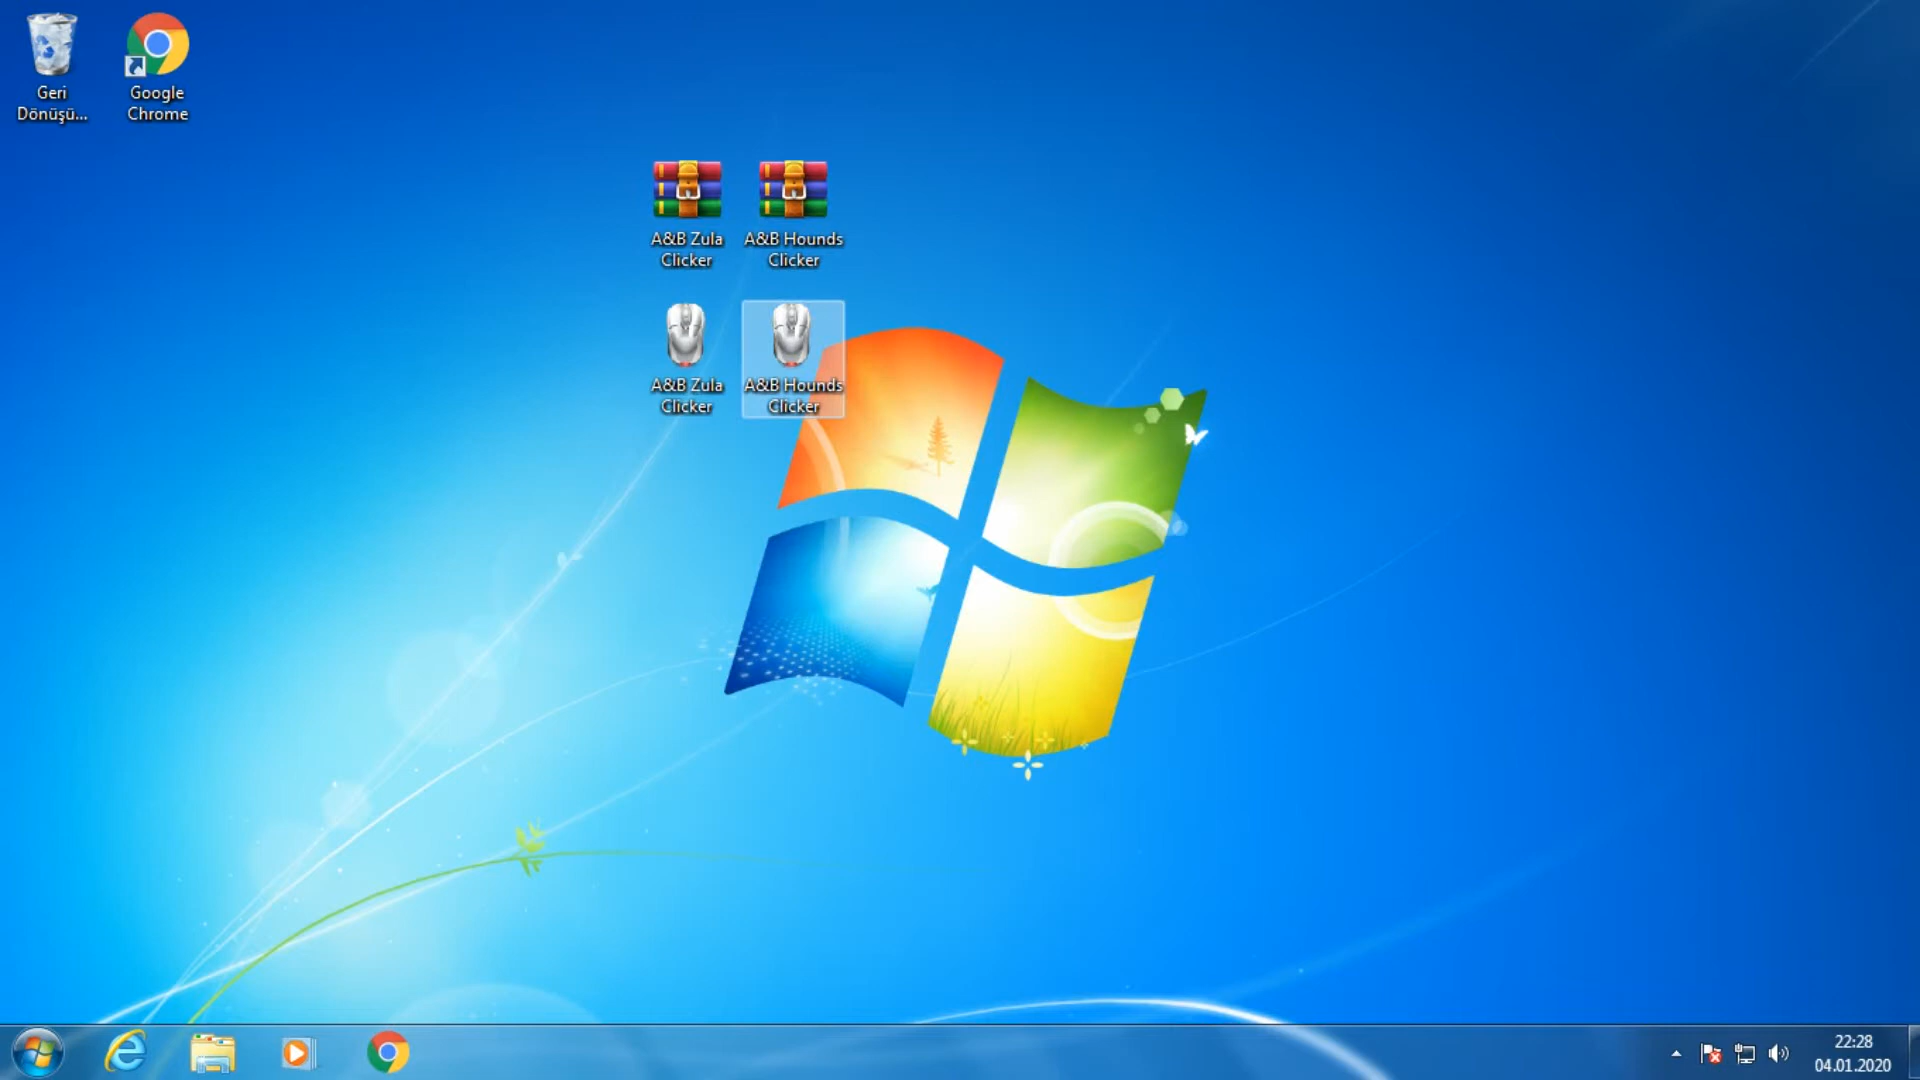 Geri
Dönüşü...
Google
Chrome
A&B Zula
Clicker
A&B Hounds
Clicker
A&B Zula
Clicker
A&B Hounds
Clicker
22:28
04.01.2020